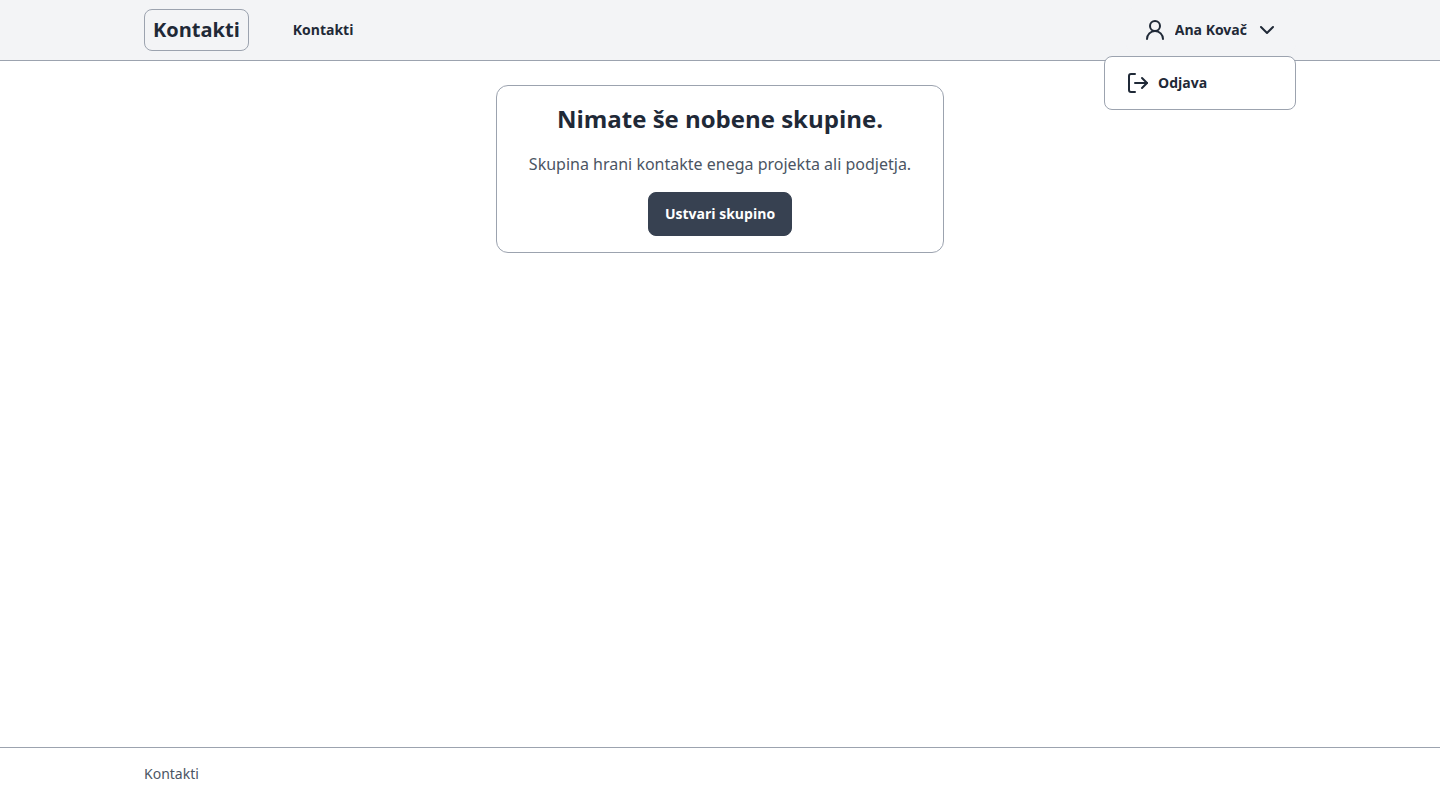 Kontakti
Kontakti
Ana Kovač
Odjava
Nimate še nobene skupine.
Skupina hrani kontakte enega projekta ali podjetja.
Ustvari skupino
Kontakti